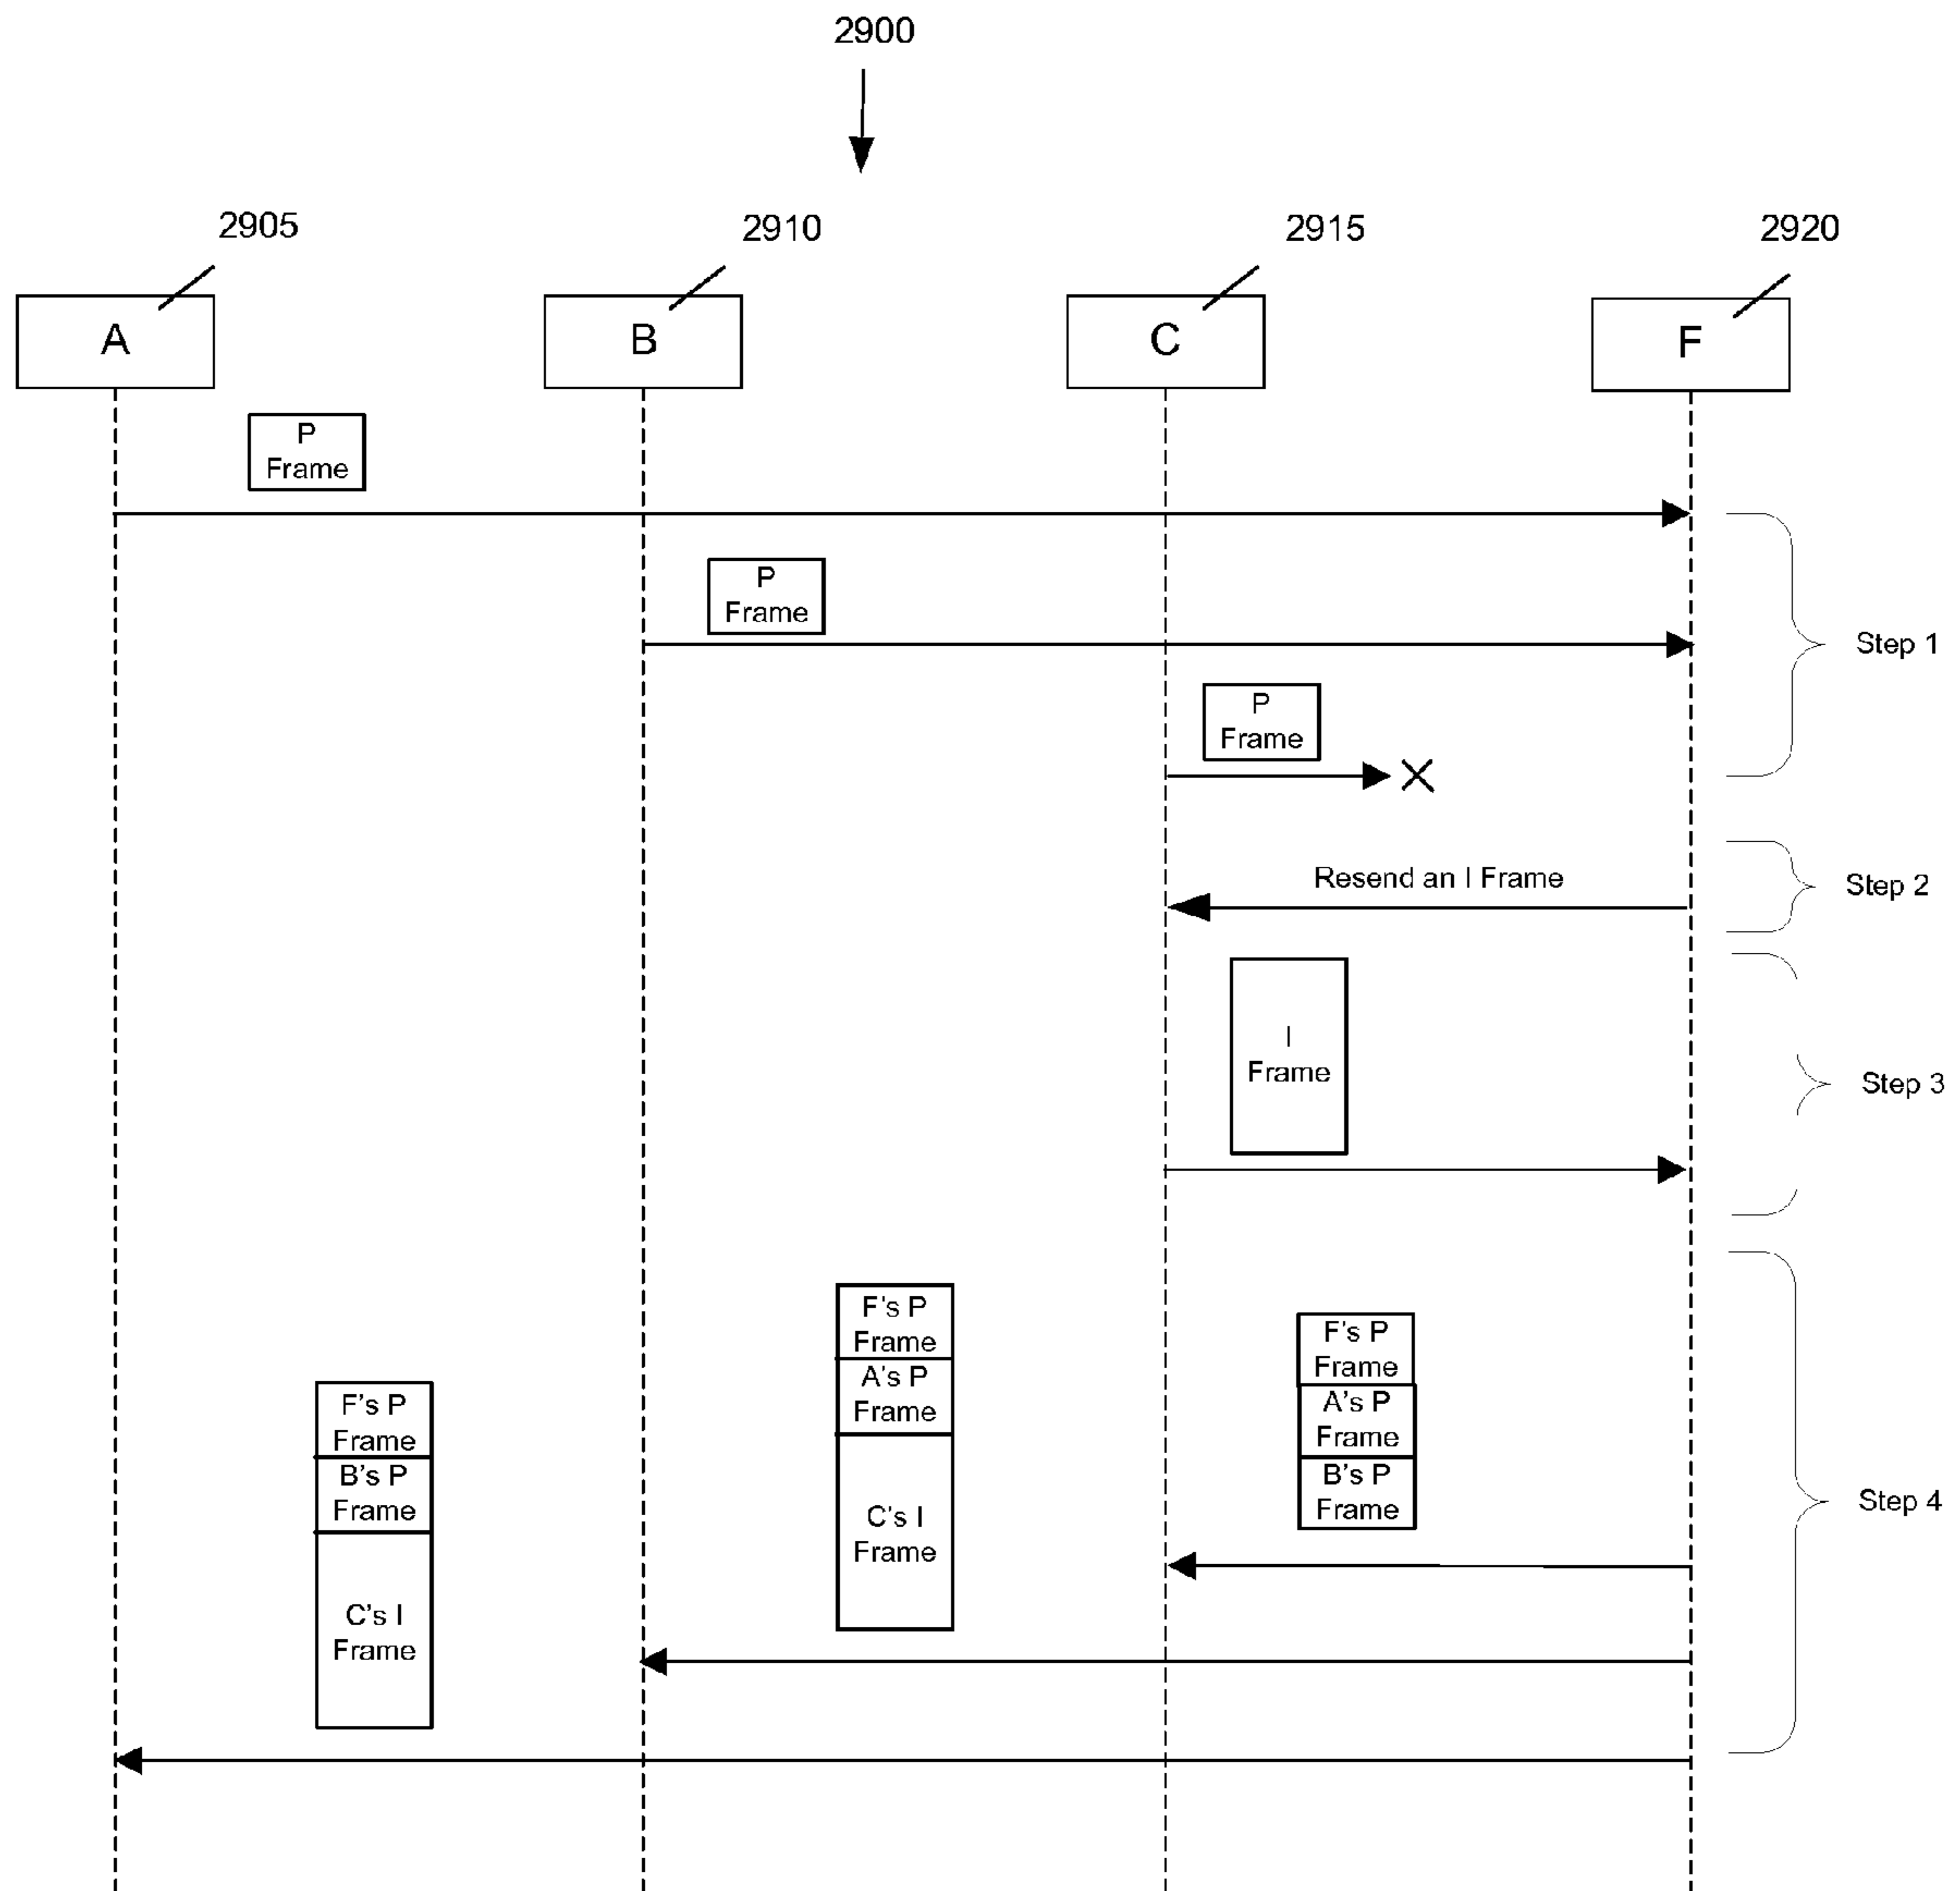 2900
2905
2910
2915
2920
A
B
C
F
P
Frame
P
Frame
Step 1
P
Frame
Resend an I Frame
Step 2
I
Frame
Step 3
F's P
Frame
A's P
Frame
C's I
Frame
F's P
Frame
A's P
Frame
B's P
Frame
F's P
Frame
B's P
Frame
C's I
Frame
Step 4